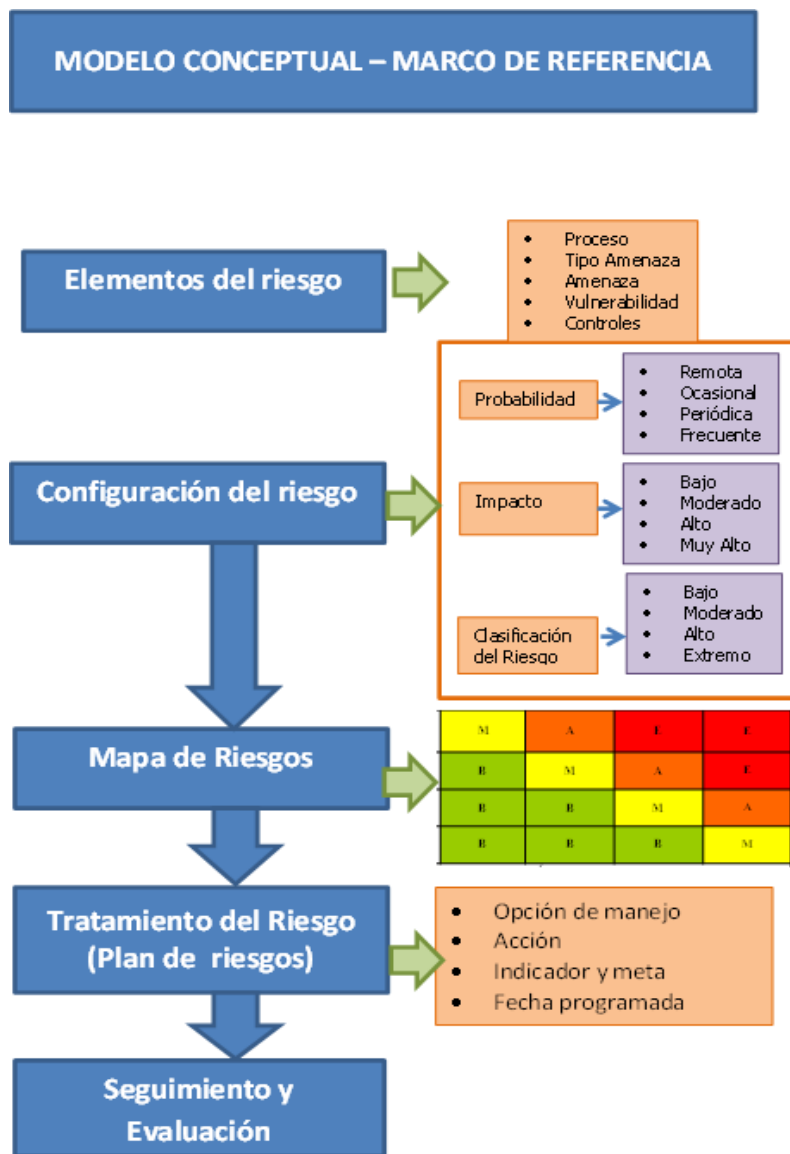 MODELO CONCEPTUAL – MARCO DE REFERENCIA
Elementos del riesgo
• Proceso
• Tipo Amenaza
• Amenaza
• Vulnerabilidad
• Controles
Configuración del riesgo
Probabilidad
• Remota
• Ocasional
• Periódica
• Frecuente
Impacto
• Bajo
• Moderado
• Alto
• Muy Alto
Clasificación
del Riesgo
• Bajo
• Moderado
• Alto
• Extremo
Mapa de Riesgos
M A E E
B M A E
B B M A
B B B M
Tratamiento del Riesgo
(Plan de riesgos)
• Opción de manejo
• Acción
• Indicador y meta
• Fecha programada
Seguimiento y
Evaluación